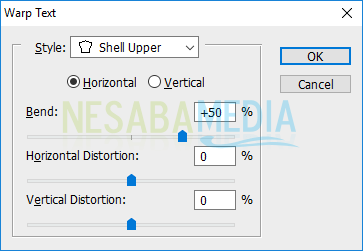 Warp Text
Style: Shell Upper
OK
Horizontal Vertical
Cancel
Bend: +50 %
NESABAMEDIA
Horizontal Distortion: 0 %
Vertical Distortion: 0 %